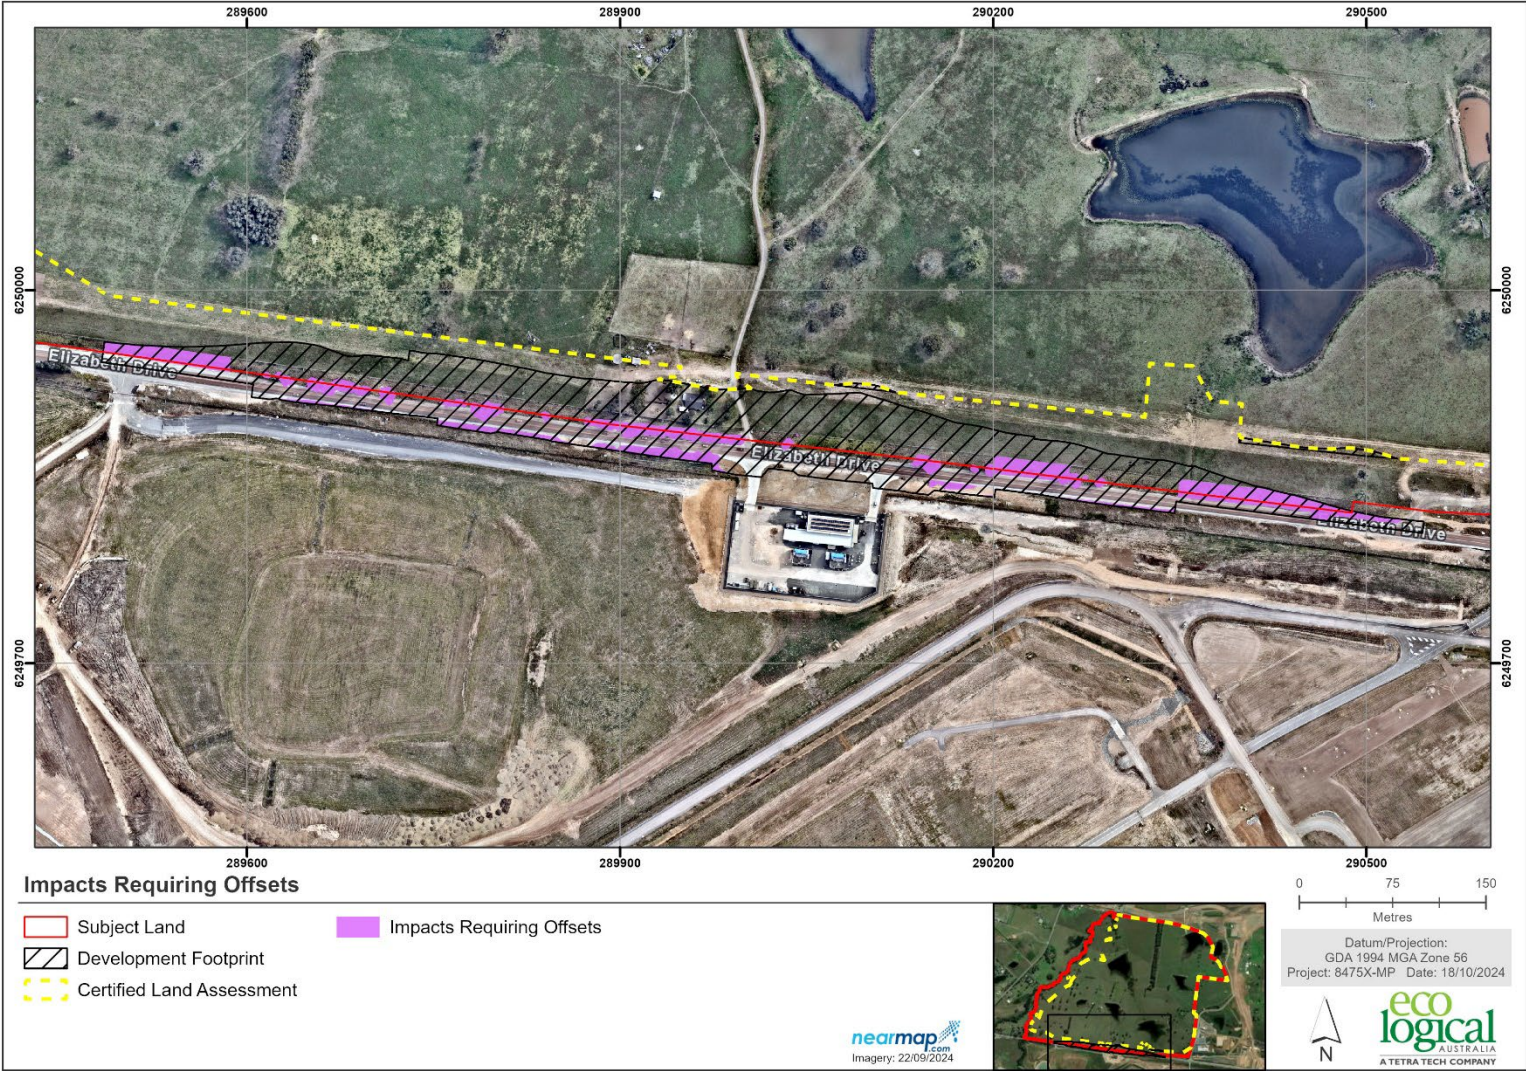 289600
289900
290200
290500
6250000
6250000
Elizabeth Drive
Elizabeth Drive
Elizabeth Drive
6249700
6249700
289600
289900
290200
290500
Impacts Requiring Offsets
Subject Land
Impacts Requiring Offsets
Development Footprint
Certified Land Assessment
nearmap.com
Imagery: 22/09/2024
0
75
150
Metres
Datum/Projection:
GDA 1994 MGA Zone 56
Project: 8475X-MP Date: 18/10/2024
N
eco
logical
AUSTRALIA
A TETRA TECH COMPANY